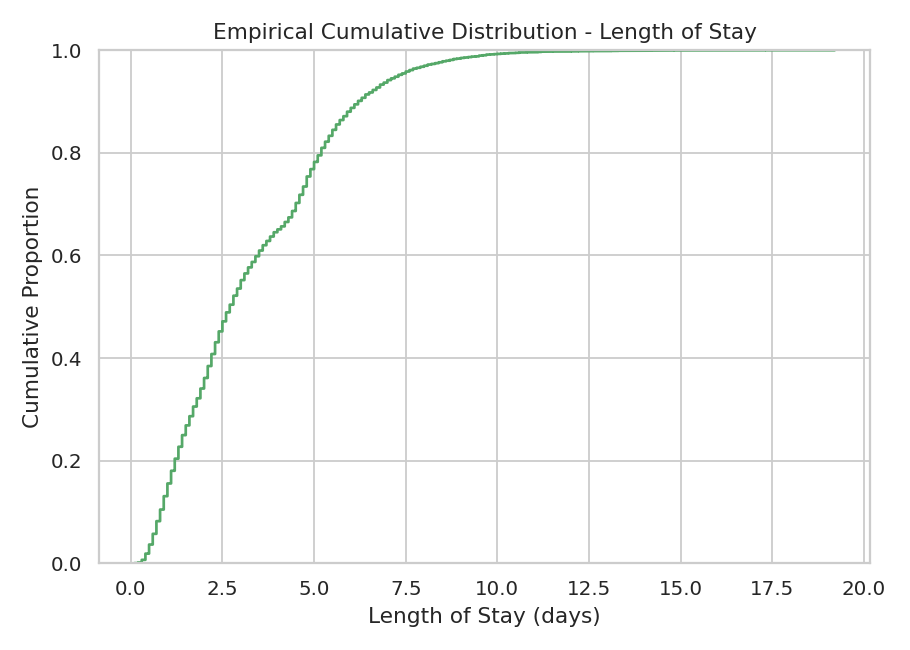 Empirical Cumulative Distribution - Length of Stay
1.0
0.8
0.6
0.4
0.2
0.0
Cumulative Proportion
0.0 2.5 5.0 7.5 10.0 12.5 15.0 17.5 20.0
Length of Stay (days)